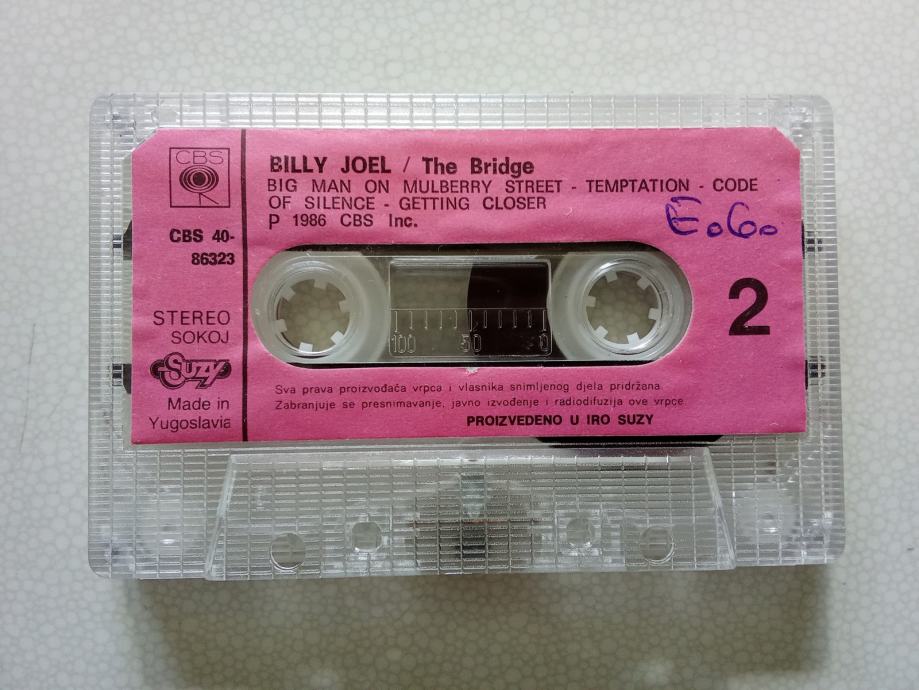 CBS
BILLY JOEL / The Bridge
BIG MAN ON MULBERRY STREET - TEMPTATION - CODE
OF SILENCE - GETTING CLOSER
P 1986 CBS Inc.
E.G.
CBS 40-
86323
2
STEREO
SOKOJ
SUZY
Made in
Yugoslavia
100 50 0
Sva prava proizvođača vrpca i vlasnika snimljenog djela pridržana
Zabranjuje se presnimavanje, javno izvođenje i radiodifuzija ove vrpce
PROIZVEDENO U IRO SUZY